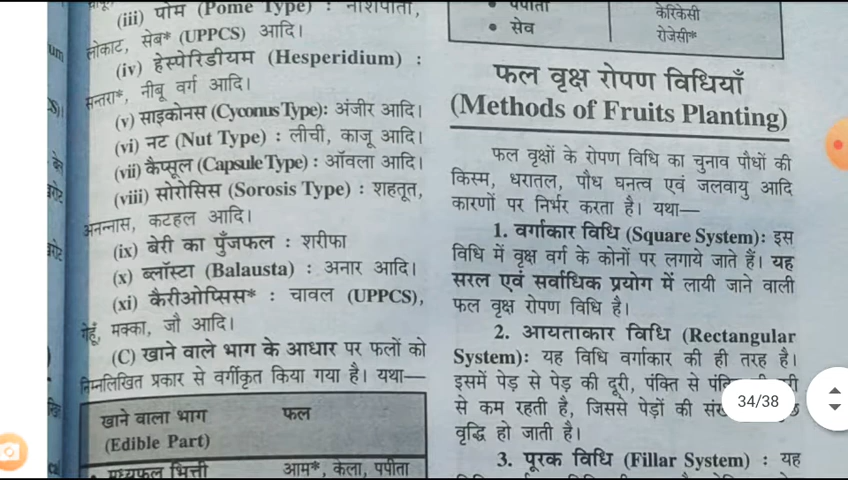 (iii) पोम (Pome Type) : नाशपाती,
लोकाट, सेब* (UPPCS) आदि।
(iv) हेस्पेरिडीयम (Hesperidium) :
सन्तरा*, नीबू वर्ग आदि।
(v) साइकोनस (Cyconus Type): अंजीर आदि।
(vi) नट (Nut Type) : लीची, काजू आदि।
(vii) कैप्सूल (Capsule Type) : ऑवला आदि।
(viii) सोरोसिस (Sorosis Type) : शहतूत,
अनन्नास, कटहल आदि।
(ix) बेरी का पुँजफल : शरीफा
(x) ब्लॉस्टा (Balausta) : अनार आदि।
(xi) कैरीओप्सिस* : चावल (UPPCS),
गेहूँ, मक्का, जौ आदि।
(C) खाने वाले भाग के आधार पर फलों को
निम्नलिखित प्रकार से वर्गीकृत किया गया है। यथा—
खाने वाला भाग फल
(Edible Part)
• मध्यफल भित्ती आम*, केला, पपीता
• पपीता केरिकेसी
• सेव रोजेसी*
फल वृक्ष रोपण विधियाँ
(Methods of Fruits Planting)
फल वृक्षों के रोपण विधि का चुनाव पौधों की
किस्म, धरातल, पौध घनत्व एवं जलवायु आदि
कारणों पर निर्भर करता है। यथा—
1. वर्गाकार विधि (Square System): इस
विधि में वृक्ष वर्ग के कोनों पर लगाये जाते हैं। यह
सरल एवं सर्वाधिक प्रयोग में लायी जाने वाली
फल वृक्ष रोपण विधि है।
2. आयताकार विधि (Rectangular
System): यह विधि वर्गाकार की ही तरह है।
इसमें पेड़ से पेड़ की दूरी, पंक्ति से
से कम रहती है, जिससे पेड़ों की
वृद्धि हो जाती है।
3. पूरक विधि (Fillar System) : यह
34/38